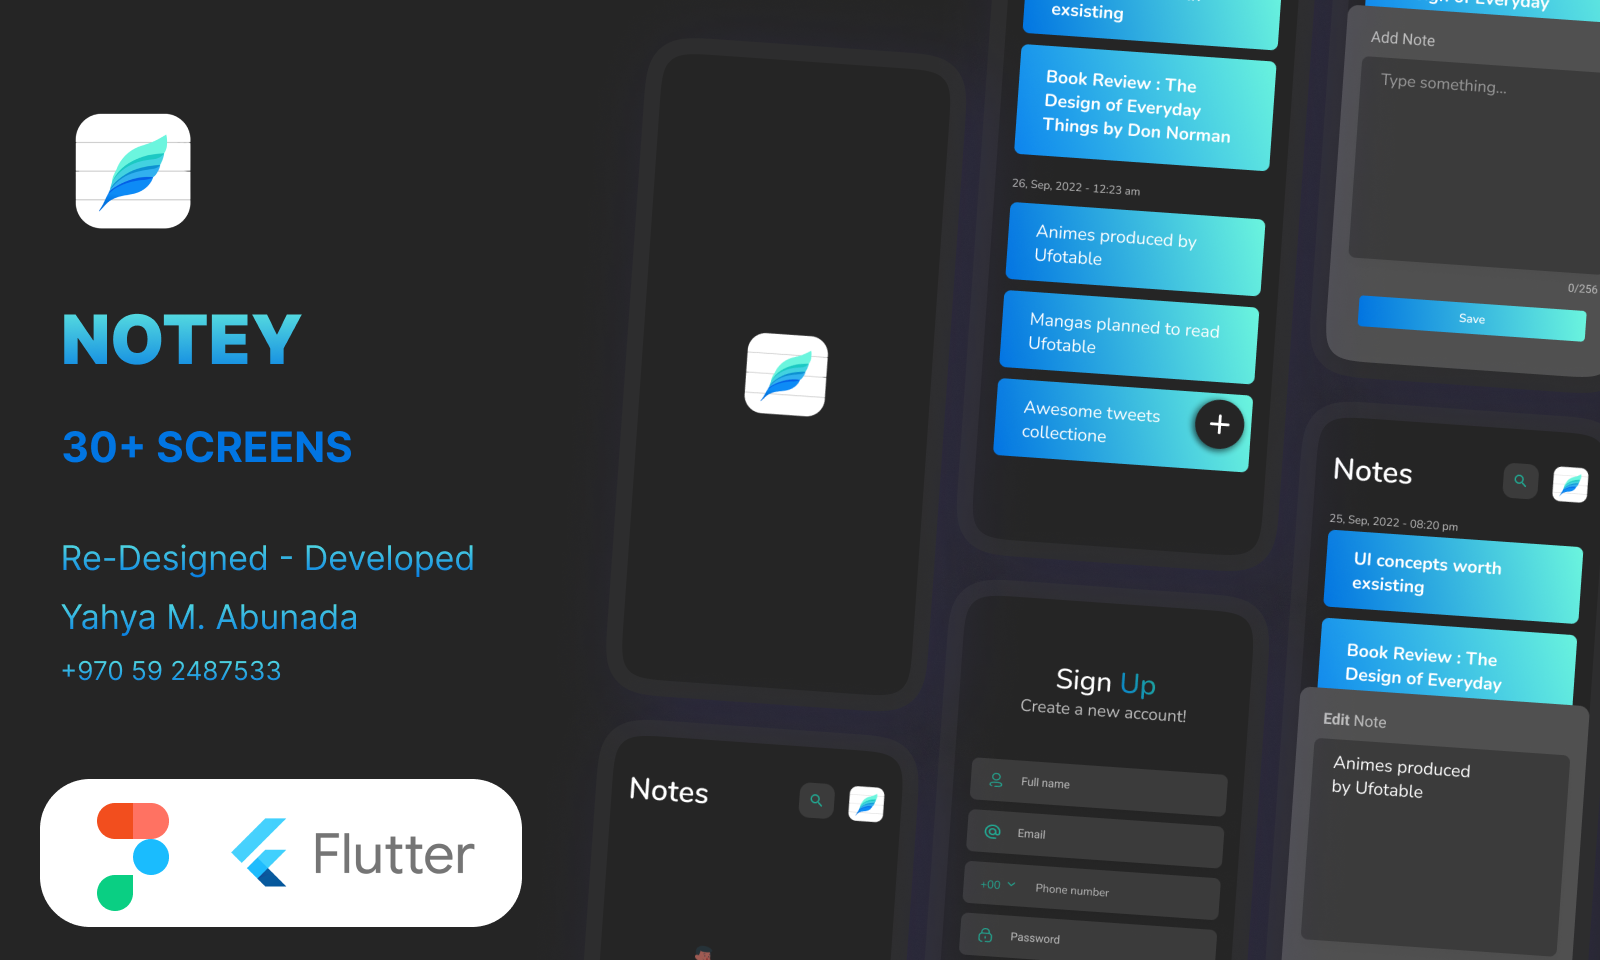 NOTEY
30+ SCREENS
Re-Designed - Developed
Yahya M. Abunada
+970 59 2487533
Flutter
Notes
exsisting
Book Review : The
Design of Everyday
Things by Don Norman
26, Sep, 2022 - 12:23 am
Animes produced by
Ufotable
Mangas planned to read
Ufotable
Awesome tweets
collectione
Sign Up
Create a new account!
Full name
Email
+00
Phone number
Password
Design of Everyday
Add Note
Type something...
0/256
Save
Notes
25, Sep, 2022 - 08:20 pm
UI concepts worth
exsisting
Book Review : The
Design of Everyday
Edit Note
Animes produced
by Ufotable